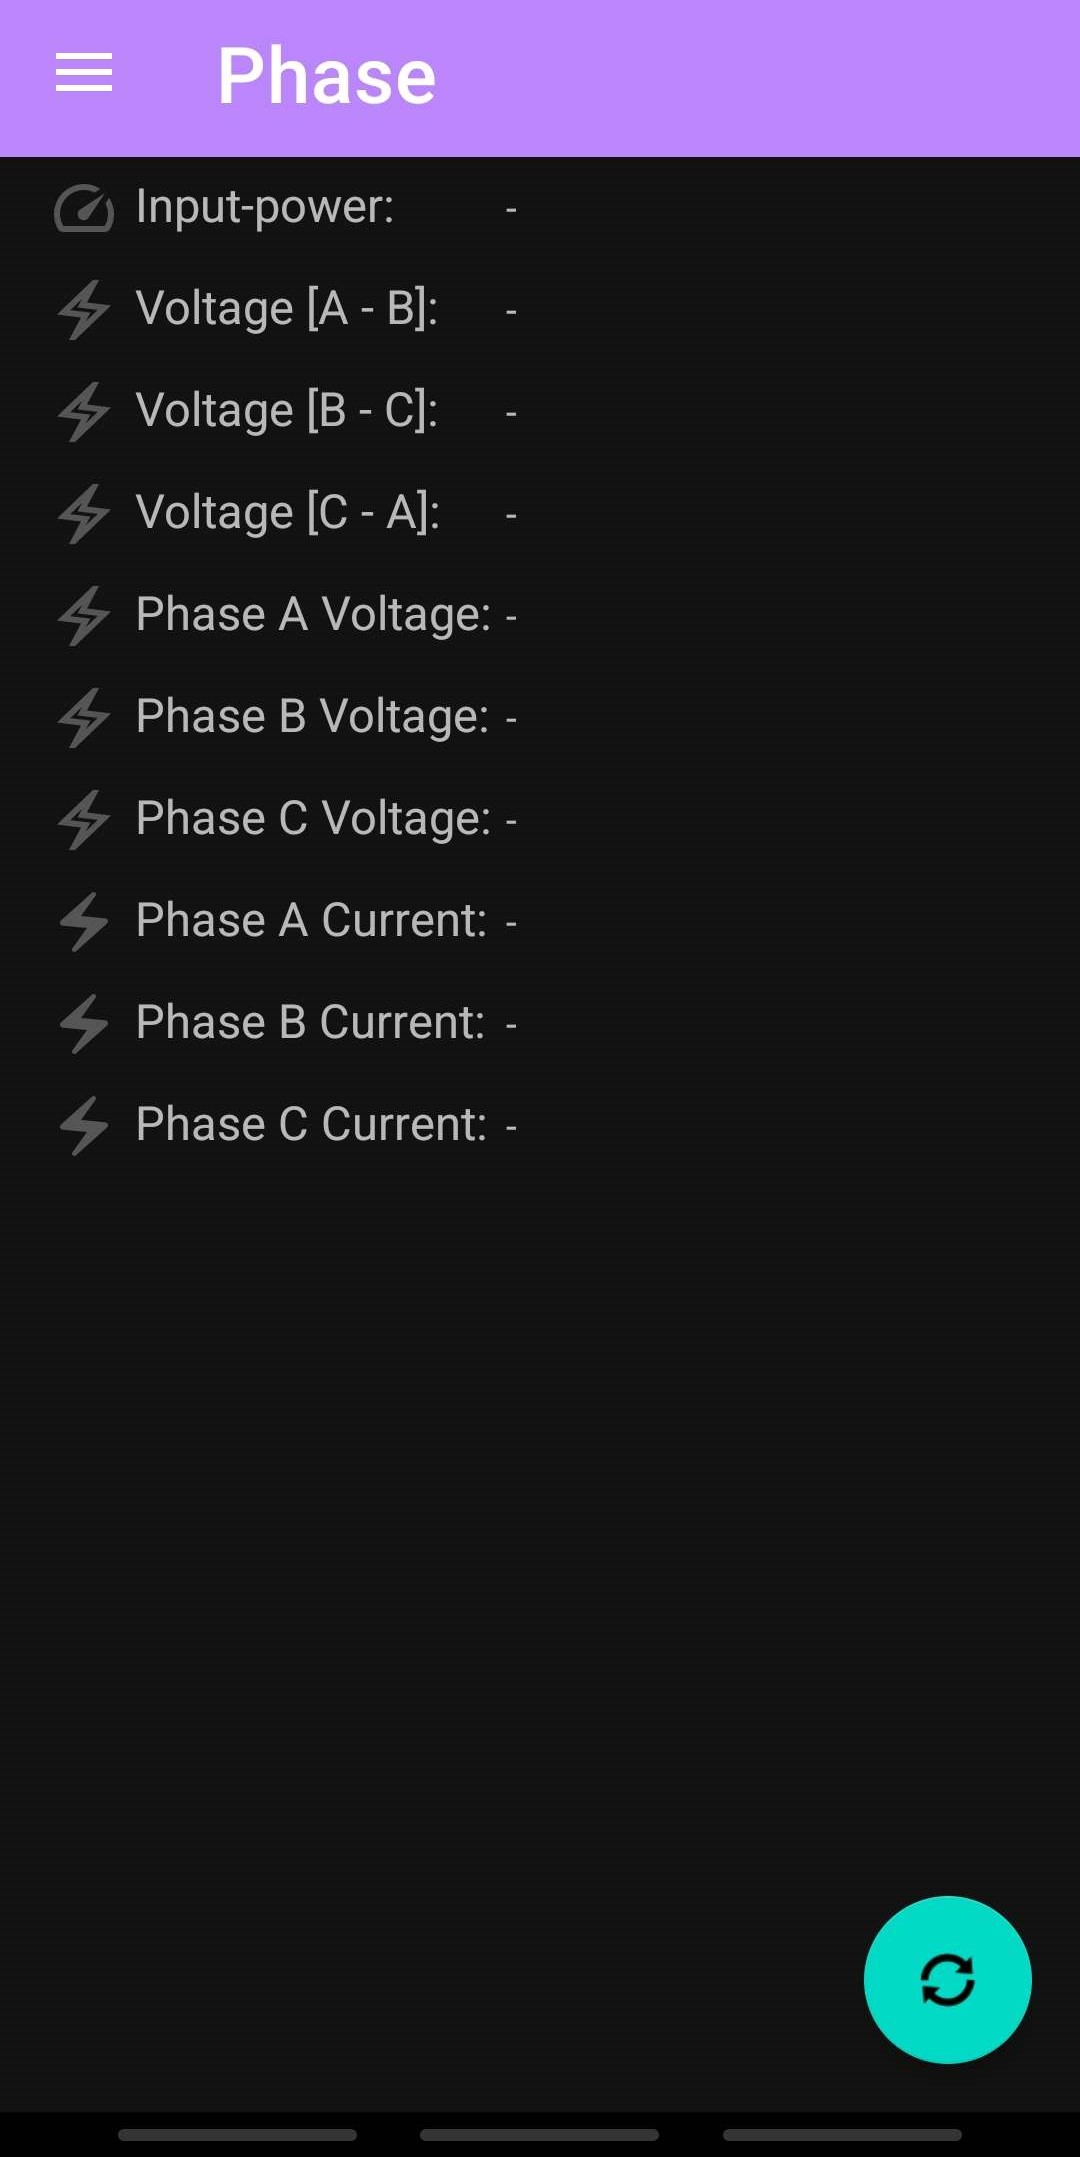 Phase
Input-power: -
Voltage [A - B]: -
Voltage [B - C]: -
Voltage [C - A]: -
Phase A Voltage: -
Phase B Voltage: -
Phase C Voltage: -
Phase A Current: -
Phase B Current: -
Phase C Current: -